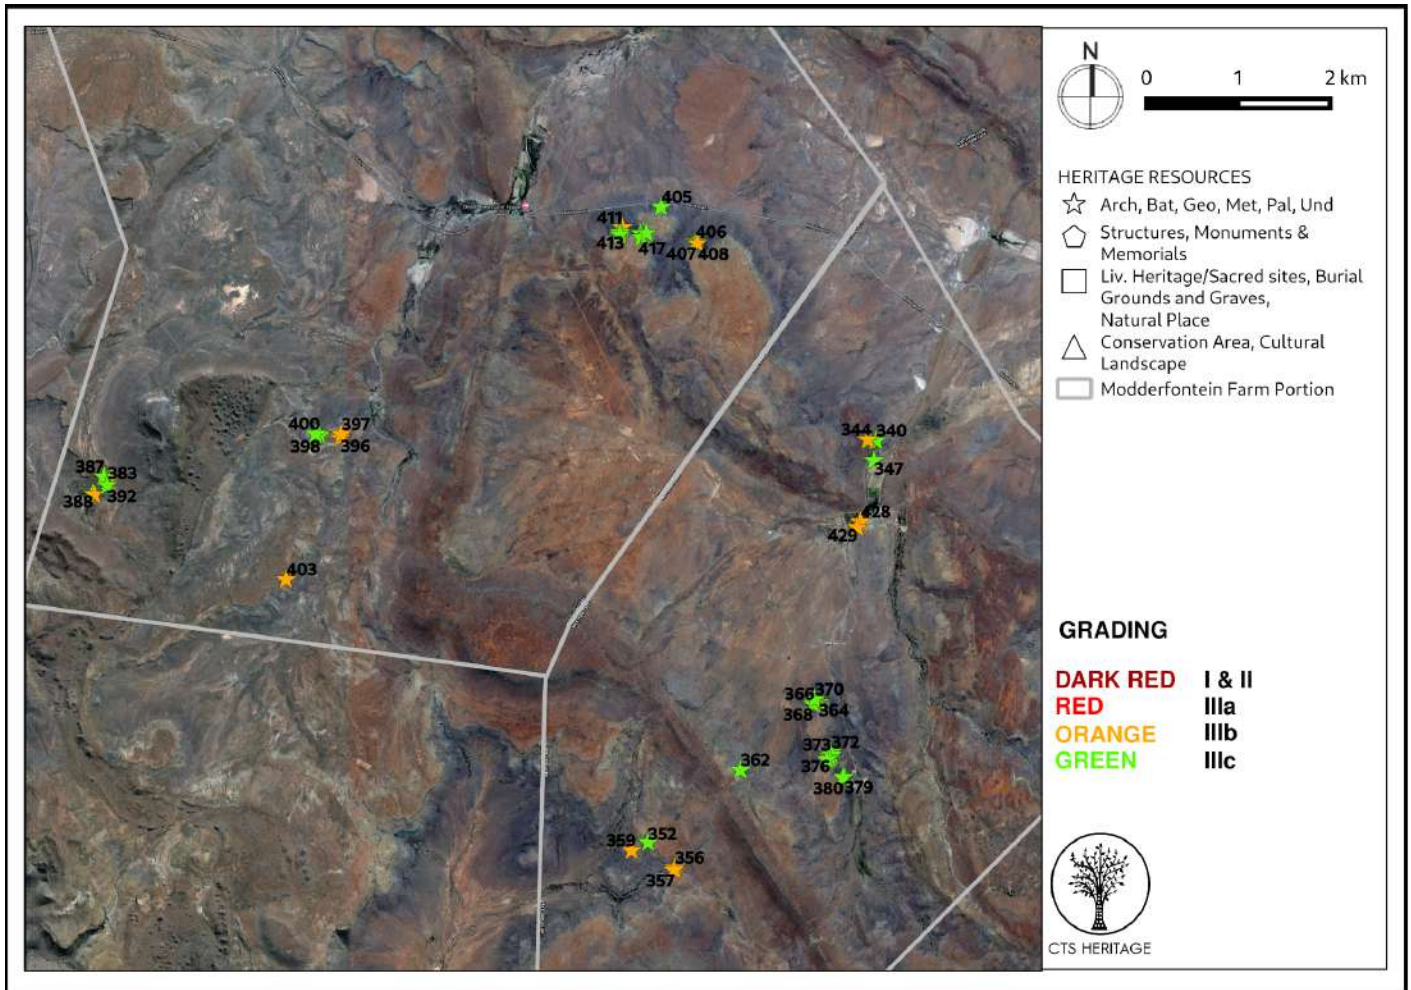 N
0 1 2 km
HERITAGE RESOURCES
Arch, Bat, Geo, Met, Pal, Und
Structures, Monuments &
Memorials
Liv. Heritage/Sacred sites, Burial
Grounds and Graves,
Natural Place
Conservation Area, Cultural
Landscape
Modderfontein Farm Portion
GRADING
DARK RED I & II
RED IIIa
ORANGE IIIb
GREEN IIIc
CTS HERITAGE
405
411
406
413
417
407
408
400
397
398
396
344
340
347
387
383
388
392
428
429
403
366
370
368
364
373
372
376
362
380
379
359
352
356
357